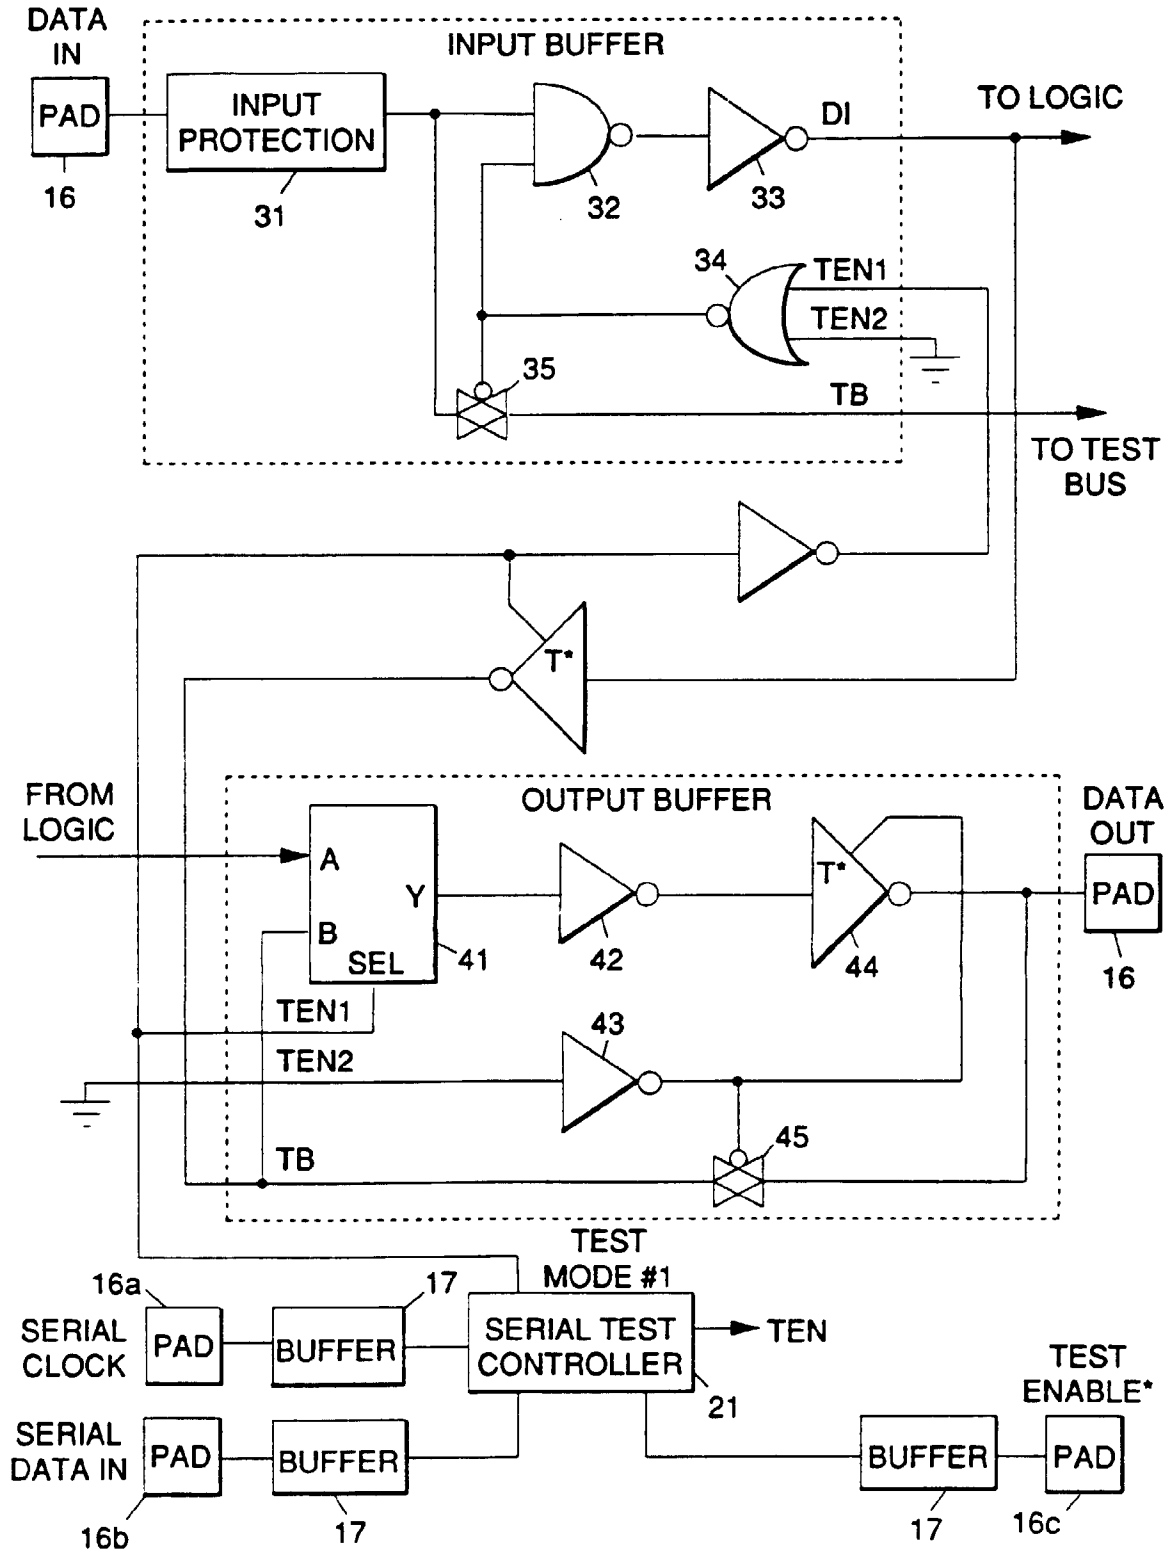 DATA
IN
PAD
16
INPUT BUFFER
INPUT
PROTECTION
31
32
33
DI
TO LOGIC
34
TEN1
TEN2
35
TB
TO TEST
BUS
T*
FROM
LOGIC
OUTPUT BUFFER
DATA
OUT
A
Y
B
SEL
41
42
T*
44
PAD
16
TEN1
43
TEN2
45
TB
TEST
MODE #1
16a
17
SERIAL
CLOCK
PAD
BUFFER
SERIAL TEST
CONTROLLER
TEN
21
TEST
ENABLE*
SERIAL
DATA IN
PAD
BUFFER
BUFFER
PAD
16b
17
17
16c